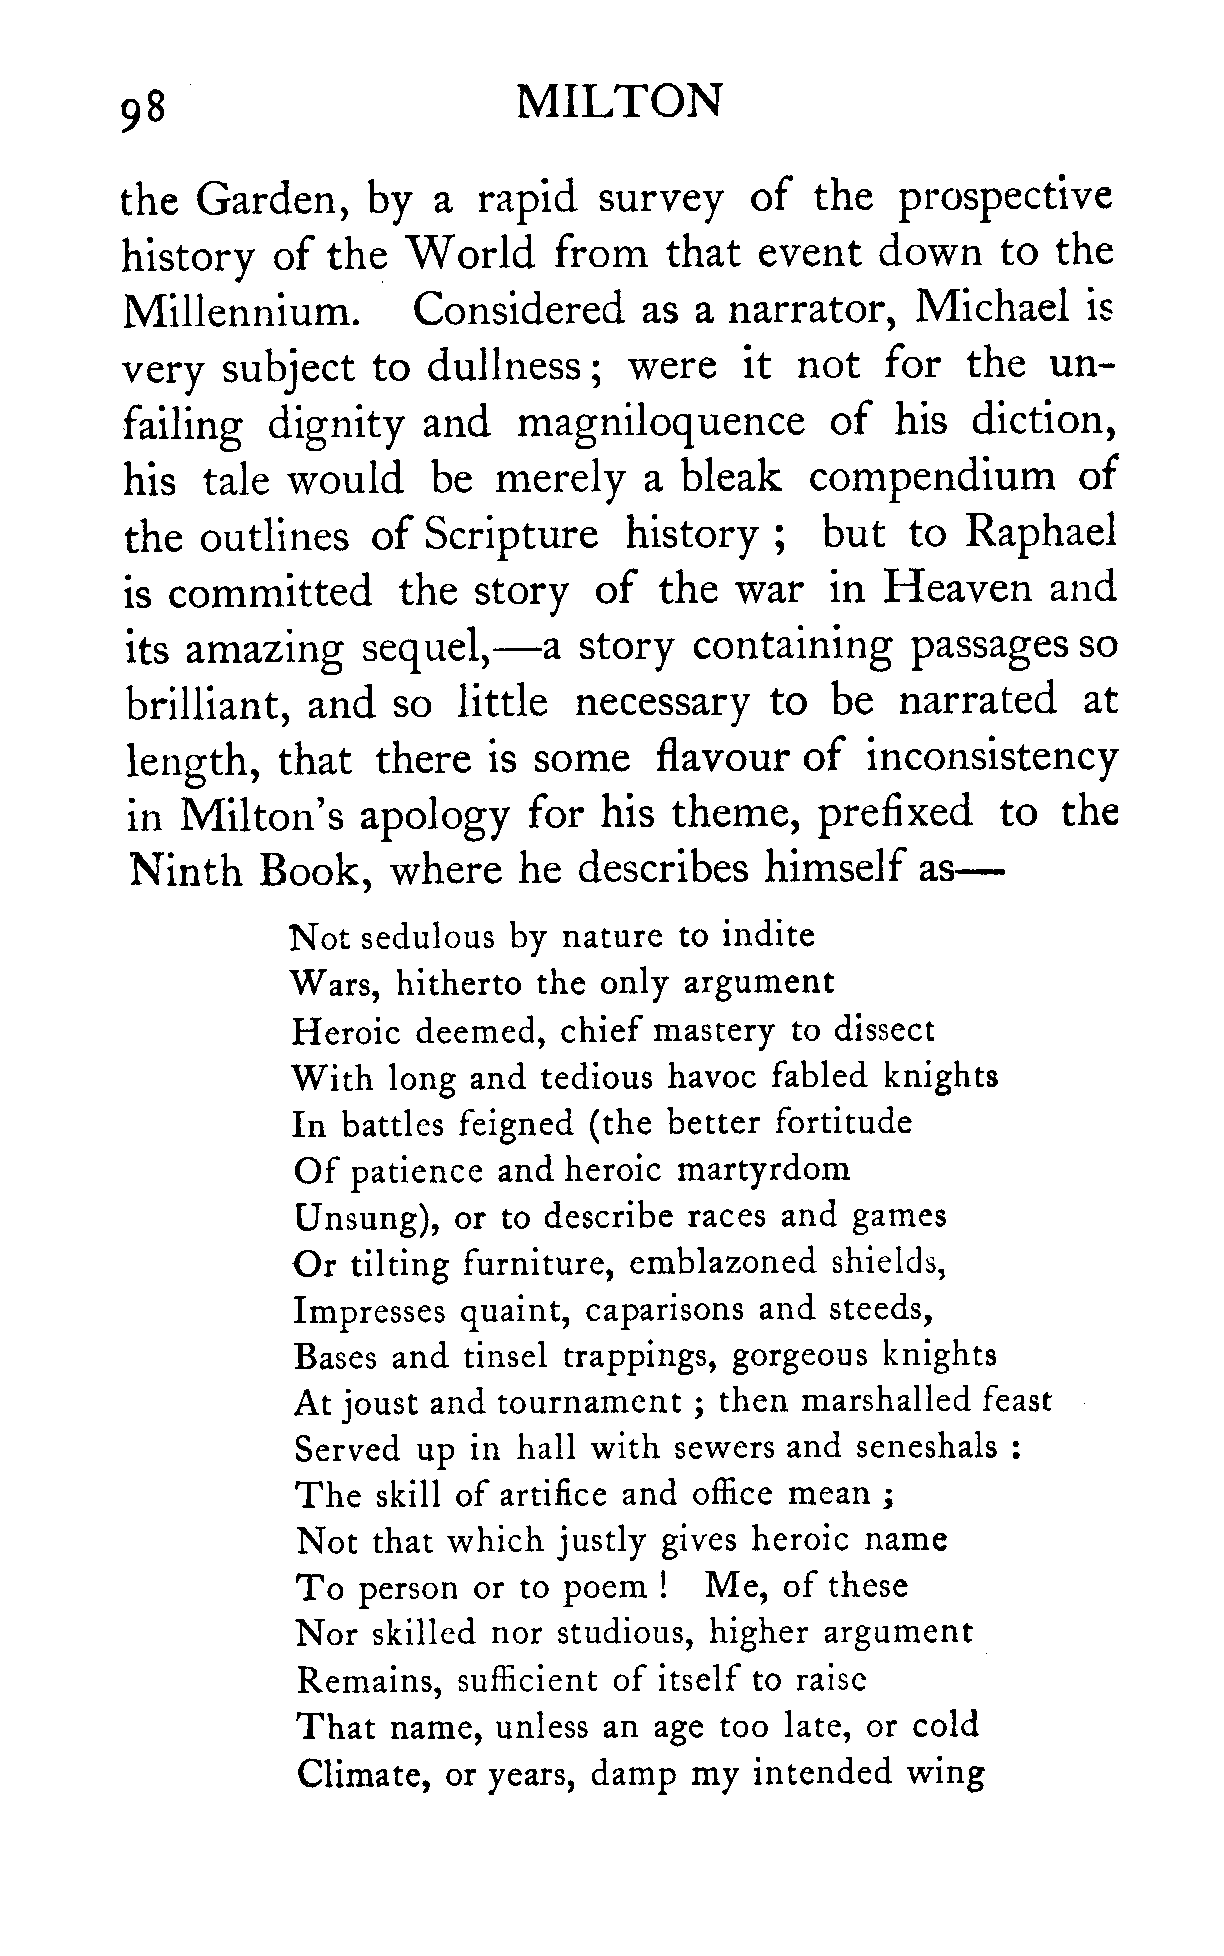 98 MILTON
the Garden, by a rapid survey of the prospective
history of the World from that event down to the
Millennium. Considered as a narrator, Michael is
very subject to dullness ; were it not for the un-
failing dignity and magniloquence of his diction,
his tale would be merely a bleak compendium of
the outlines of Scripture history ; but to Raphael
is committed the story of the war in Heaven and
its amazing sequel,—a story containing passages so
brilliant, and so little necessary to be narrated at
length, that there is some flavour of inconsistency
in Milton's apology for his theme, prefixed to the
Ninth Book, where he describes himself as—
Not sedulous by nature to indite
Wars, hitherto the only argument
Heroic deemed, chief mastery to dissect
With long and tedious havoc fabled knights
In battles feigned (the better fortitude
Of patience and heroic martyrdom
Unsung), or to describe races and games
Or tilting furniture, emblazoned shields,
Impresses quaint, caparisons and steeds,
Bases and tinsel trappings, gorgeous knights
At joust and tournament ; then marshalled feast
Served up in hall with sewers and seneshals :
The skill of artifice and office mean ;
Not that which justly gives heroic name
To person or to poem ! Me, of these
Nor skilled nor studious, higher argument
Remains, sufficient of itself to raise
That name, unless an age too late, or cold
Climate, or years, damp my intended wing